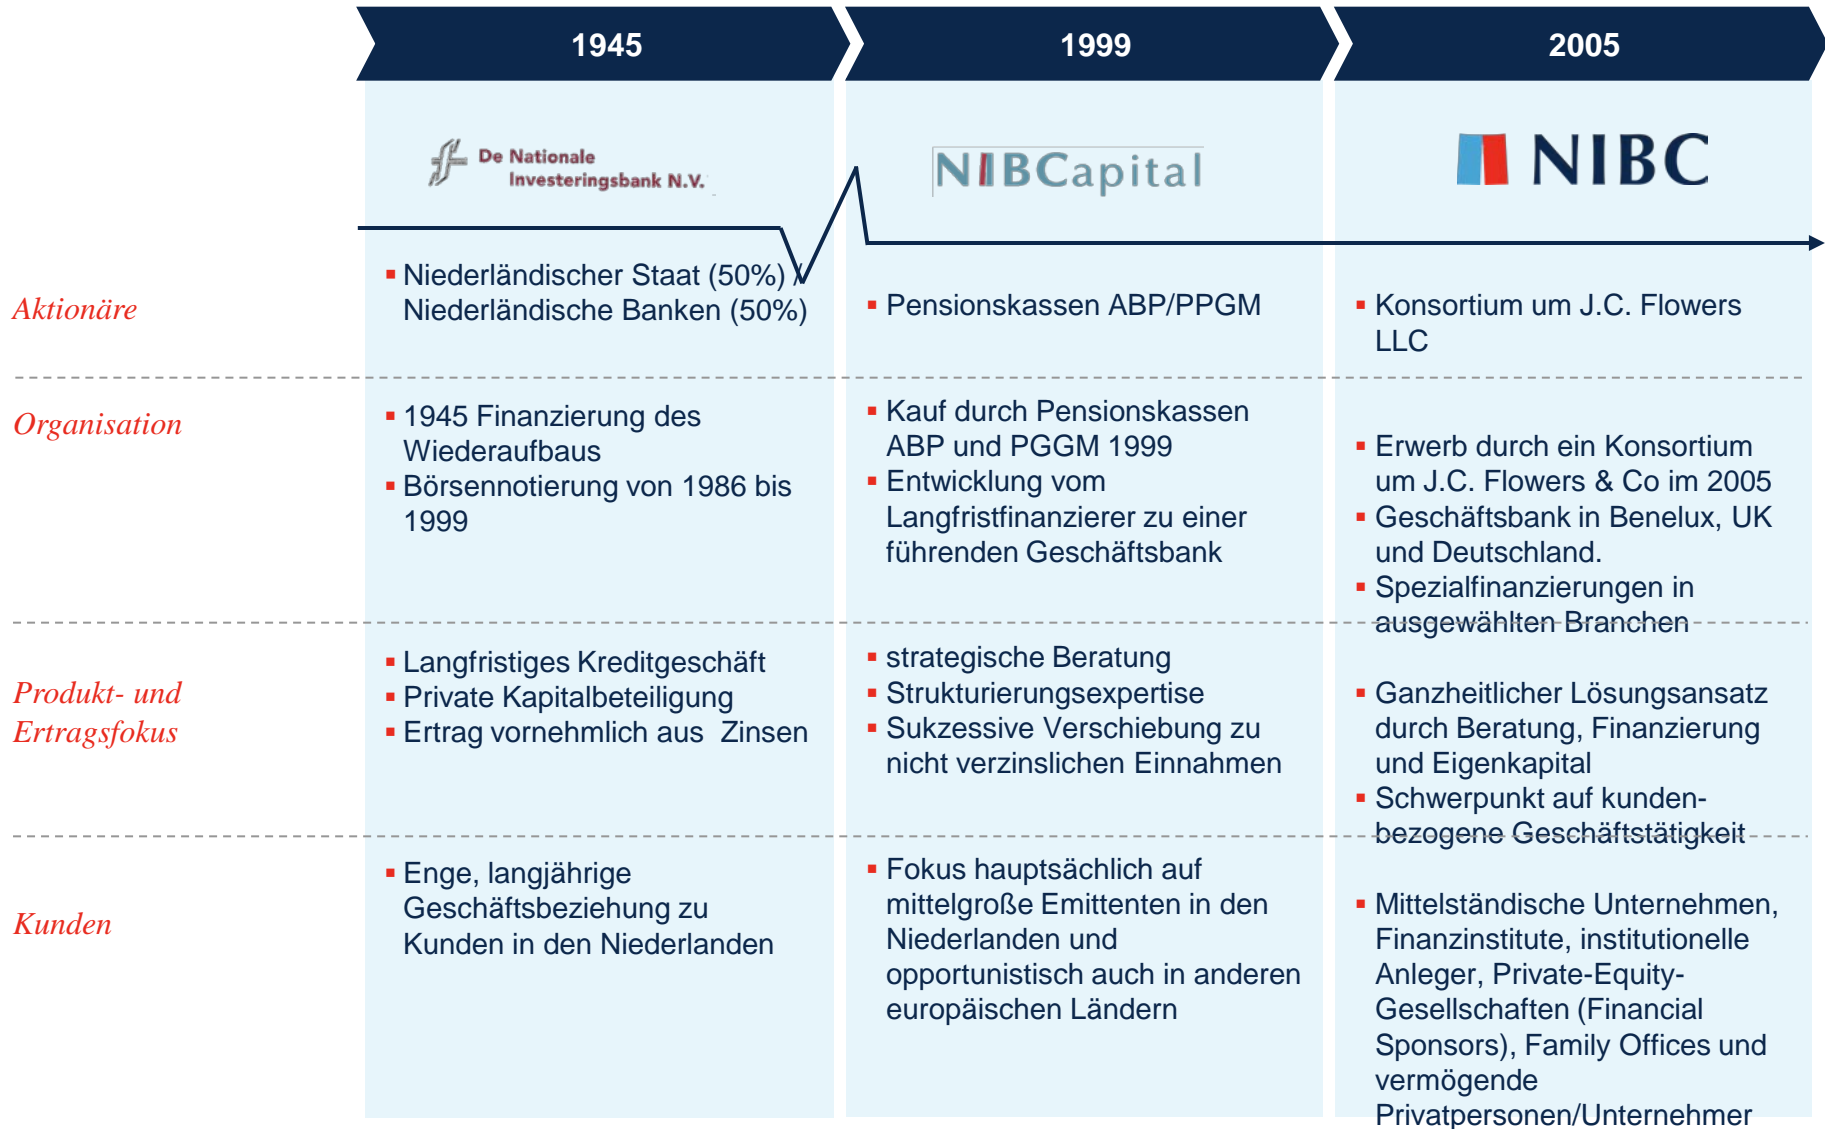 1945
1999
2005
De Nationale
Investeringsbank N.V.
NIBCapital
NIBC
Aktionäre
▪ Niederländischer Staat (50%) /
Niederländische Banken (50%)
▪ Pensionskassen ABP/PPGM
▪ Konsortium um J.C. Flowers
LLC
Organisation
▪ 1945 Finanzierung des
Wiederaufbaus
▪ Börsennotierung von 1986 bis
1999
▪ Kauf durch Pensionskassen
ABP und PGGM 1999
▪ Entwicklung vom
Langfristfinanzierer zu einer
führenden Geschäftsbank
▪ Erwerb durch ein Konsortium
um J.C. Flowers & Co im 2005
▪ Geschäftsbank in Benelux, UK
und Deutschland.
▪ Spezialfinanzierungen in
ausgewählten Branchen
Produkt- und
Ertragsfokus
▪ Langfristiges Kreditgeschäft
▪ Private Kapitalbeteiligung
▪ Ertrag vornehmlich aus  Zinsen
▪ strategische Beratung
▪ Strukturierungsexpertise
▪ Sukzessive Verschiebung zu
nicht verzinslichen Einnahmen
▪ Ganzheitlicher Lösungsansatz
durch Beratung, Finanzierung
und Eigenkapital
▪ Schwerpunkt auf kunden-
bezogene Geschäftstätigkeit
Kunden
▪ Enge, langjährige
Geschäftsbeziehung zu
Kunden in den Niederlanden
▪ Fokus hauptsächlich auf
mittelgroße Emittenten in den
Niederlanden und
opportunistisch auch in anderen
europäischen Ländern
▪ Mittelständische Unternehmen,
Finanzinstitute, institutionelle
Anleger, Private-Equity-
Gesellschaften (Financial
Sponsors), Family Offices und
vermögende
Privatpersonen/Unternehmer